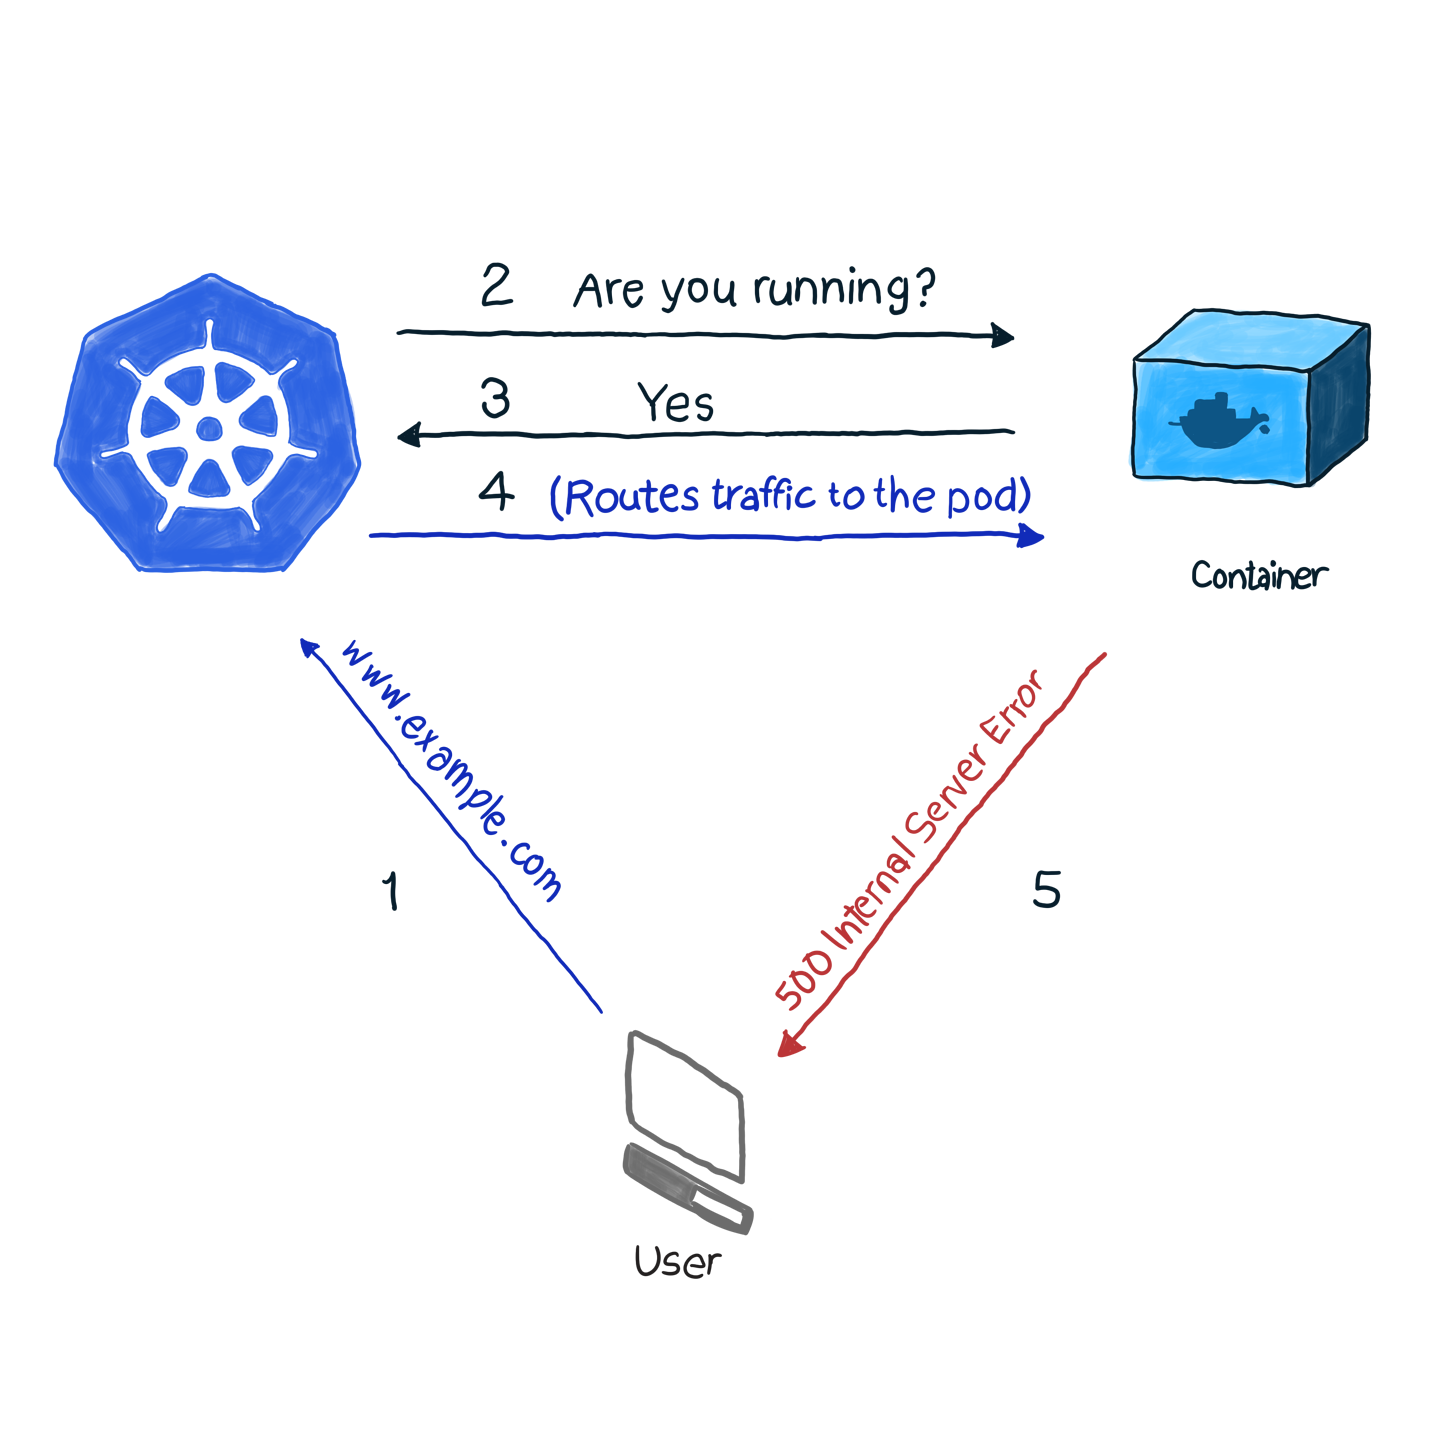 2 Are you running?
3 Yes
4 (Routes traffic to the pod)
Container
www.example.com
500 Internal Server Error
1
5
User